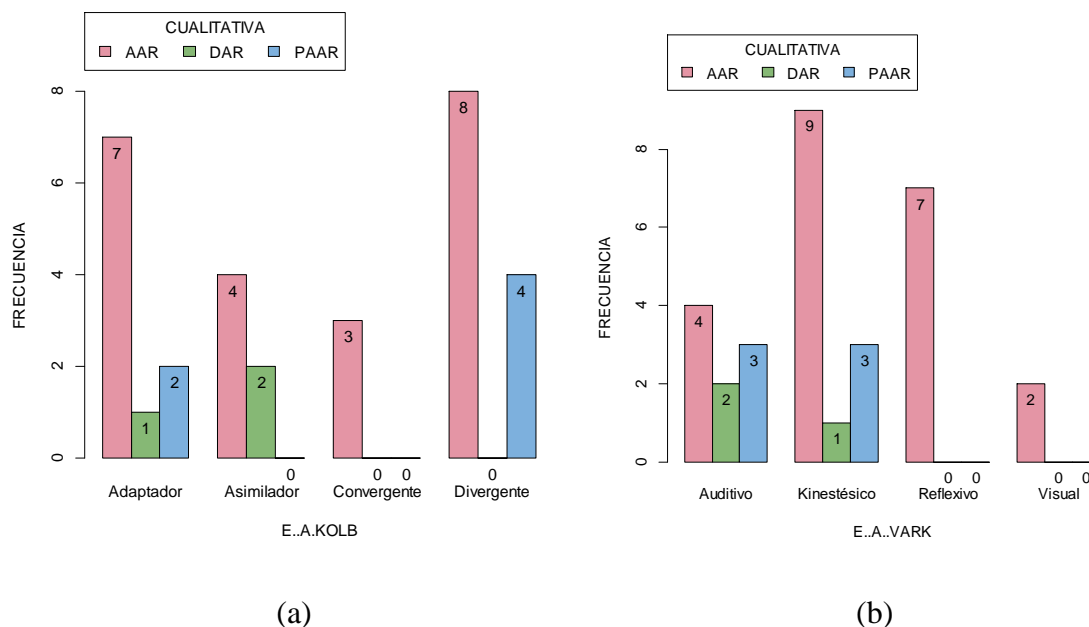 CUALITATIVA
AAR DAR PAAR
FRECUENCIA
8
6
4
2
0
7
1
2
4
2
0
3
0 0
8
0
4
Adaptador Asimilador Convergente Divergente
E..A.KOLB
(a)
CUALITATIVA
AAR DAR PAAR
FRECUENCIA
8
6
4
2
0
4
2
3
9
1
3
7
0 0
2
0 0
Auditivo Kinestésico Reflexivo Visual
E..A..VARK
(b)